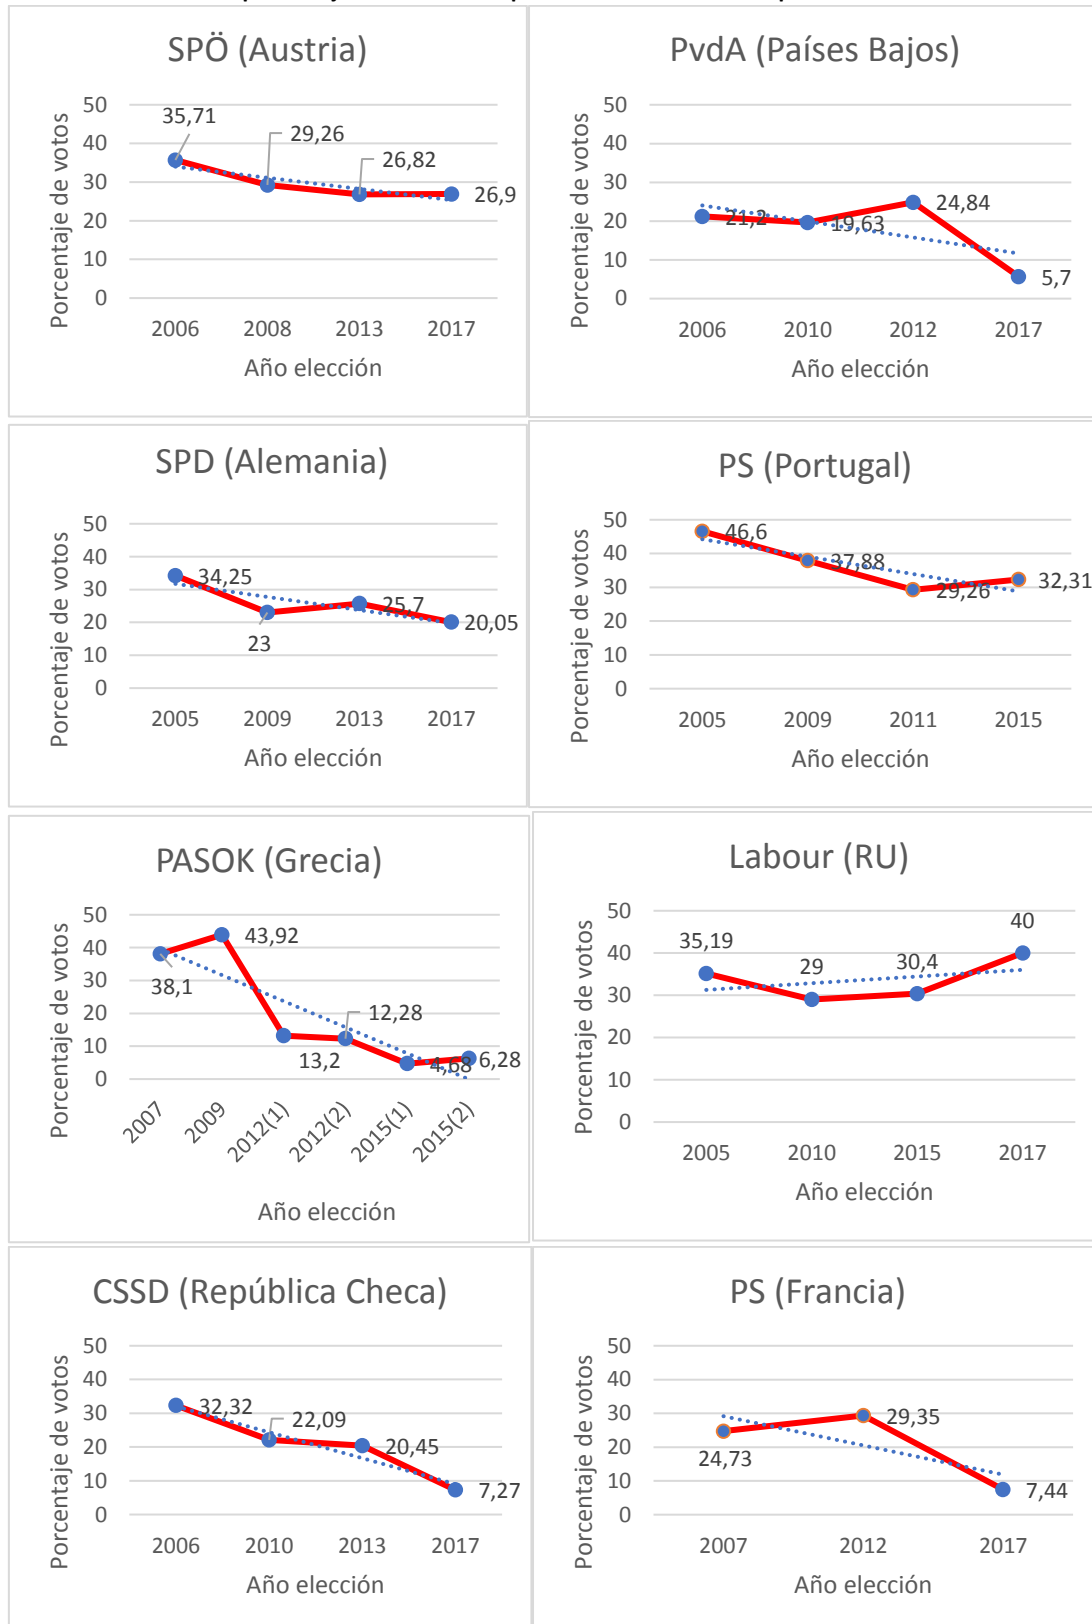 SPÖ (Austria)
Porcentaje de votos
50
40
30
20
10
0
35,71
29,26
26,82
26,9
2006 2008 2013 2017
Año elección
PvdA (Países Bajos)
Porcentaje de votos
50
40
30
20
10
0
21,2
19,63
24,84
5,7
2006 2010 2012 2017
Año elección
SPD (Alemania)
Porcentaje de votos
50
40
30
20
10
0
34,25
23
25,7
20,05
2005 2009 2013 2017
Año elección
PS (Portugal)
Porcentaje de votos
50
40
30
20
10
0
46,6
37,88
29,26
32,31
2005 2009 2011 2015
Año elección
PASOK (Grecia)
Porcentaje de votos
50
40
30
20
10
0
38,1
43,92
13,2
12,28
4,68
6,28
2007 2009 2012(1) 2012(2) 2015(1) 2015(2)
Año elección
Labour (RU)
Porcentaje de votos
50
40
30
20
10
0
35,19
29
30,4
40
2005 2010 2015 2017
Año elección
CSSD (República Checa)
Porcentaje de votos
50
40
30
20
10
0
32,32
22,09
20,45
7,27
2006 2010 2013 2017
Año elección
PS (Francia)
Porcentaje de votos
50
40
30
20
10
0
24,73
29,35
7,44
2007 2012 2017
Año elección